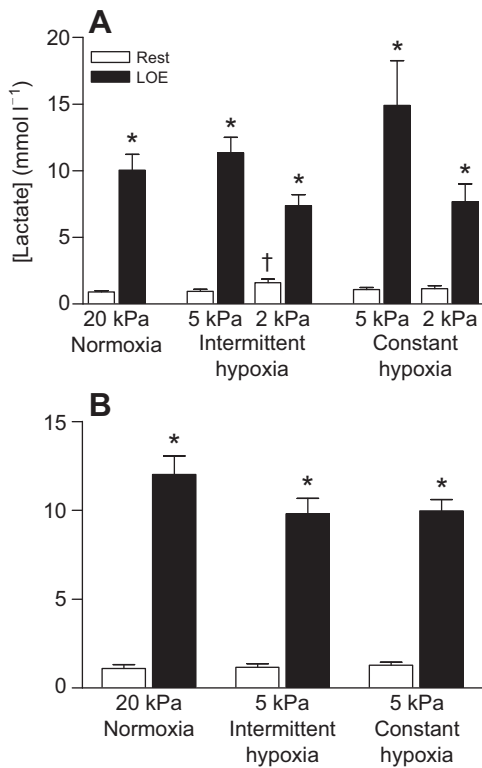 A
[Lactate] (mmol l⁻¹)
20
15
10
5
0
Rest
LOE
*
*
*
*
*
†
20 kPa
Normoxia
5 kPa 2 kPa
Intermittent
hypoxia
5 kPa 2 kPa
Constant
hypoxia
B
15
10
5
0
*
*
*
20 kPa
Normoxia
5 kPa
Intermittent
hypoxia
5 kPa
Constant
hypoxia